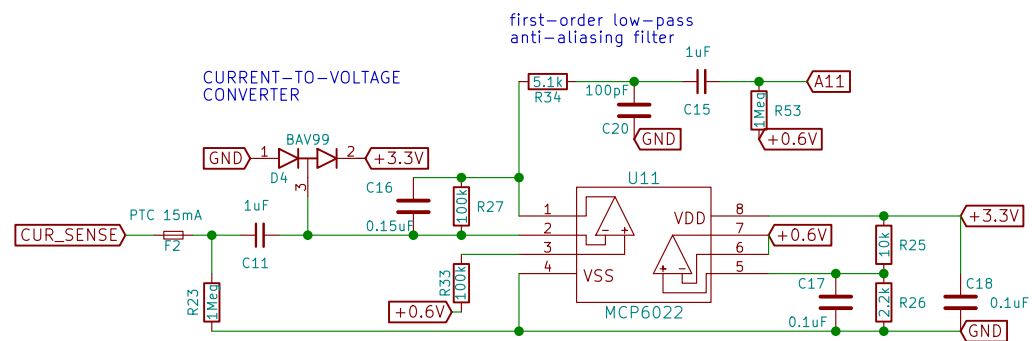 first-order low-pass
anti-aliasing filter
1uF
CURRENT-TO-VOLTAGE
CONVERTER
5.1k
R34
100pF
C20
GND
C15
1Meg
R53
A11
+0.6V
BAV99
GND
1
2
+3.3V
D4
3
C16
0.15uF
100k
R27
U11
PTC 15mA
1uF
CUR_SENSE
F2
C11
1
2
3
4
VSS
VDD
8
7
6
5
+0.6V
+3.3V
10k
R25
R23
1Meg
R33
100k
+0.6V
MCP6022
C17
0.1uF
2.2k
R26
C18
0.1uF
GND